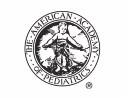 THE AMERICAN ACADEMY
OF PEDIATRICS
®